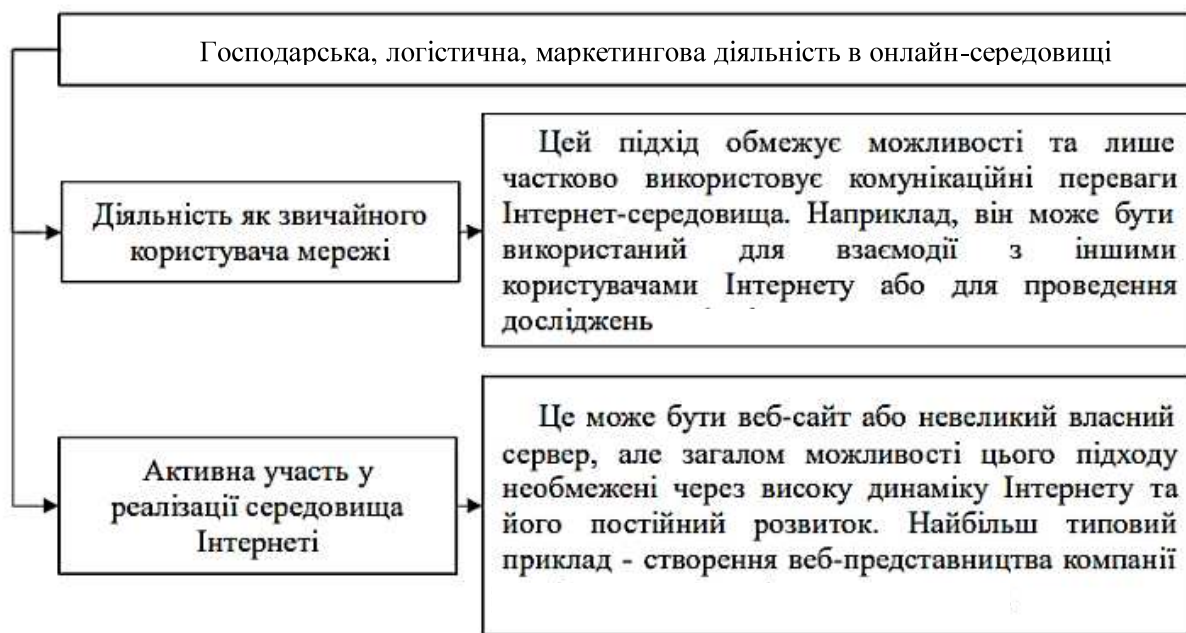 Господарська, логістична, маркетингова діяльність в онлайн-середовищі
Діяльність як звичайного
користувача мережі
Цей підхід обмежує можливості та лише
частково використовує комунікаційні переваги
Інтернет-середовища. Наприклад, він може бути
використаний для взаємодії з іншими
користувачами Інтернету або для проведення
досліджень
Активна участь у
реалізації середовища
Інтернеті
Це може бути веб-сайт або невеликий власний
сервер, але загалом можливості цього підходу
необмежені через високу динаміку Інтернету та
його постійний розвиток. Найбільш типовий
приклад - створення веб-представництва компанії